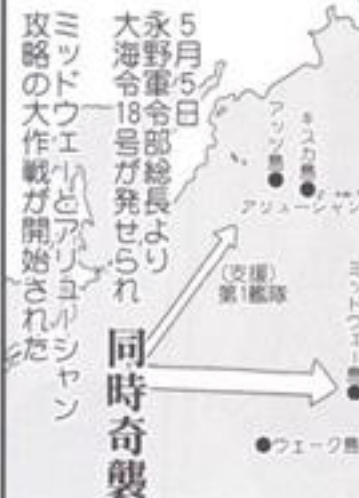 5月5日
永野軍令部総長より
大海令18号が発せられ
ミッドウェーとアリューシャン
攻略の大作戦が開始された
同時奇襲
キスカ島
アッツ島
アリューシャン
(支援)
第1艦隊
ミッドウェー島
ウェーク島